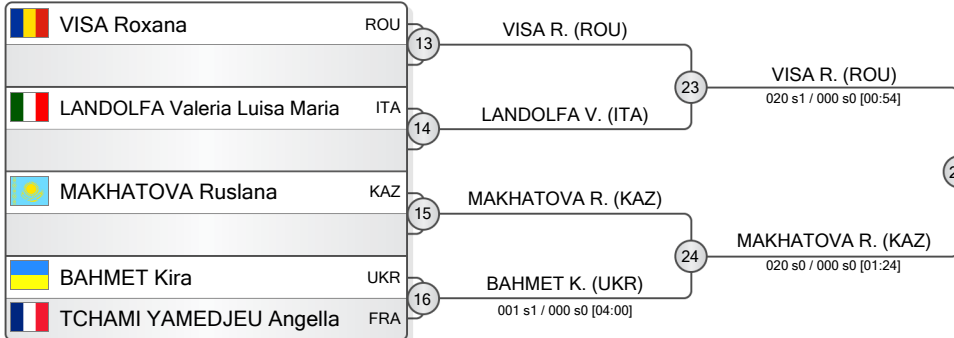 VISA Roxana ROU
13
VISA R. (ROU)
LANDOLFA Valeria Luisa Maria ITA
14
LANDOLFA V. (ITA)
23
VISA R. (ROU)
020 s1 / 000 s0 [00:54]
MAKHATOVA Ruslana KAZ
15
MAKHATOVA R. (KAZ)
BAHMET Kira UKR
16
TCHAMI YAMEDJEU Angella FRA
BAHMET K. (UKR)
001 s1 / 000 s0 [04:00]
24
MAKHATOVA R. (KAZ)
020 s0 / 000 s0 [01:24]